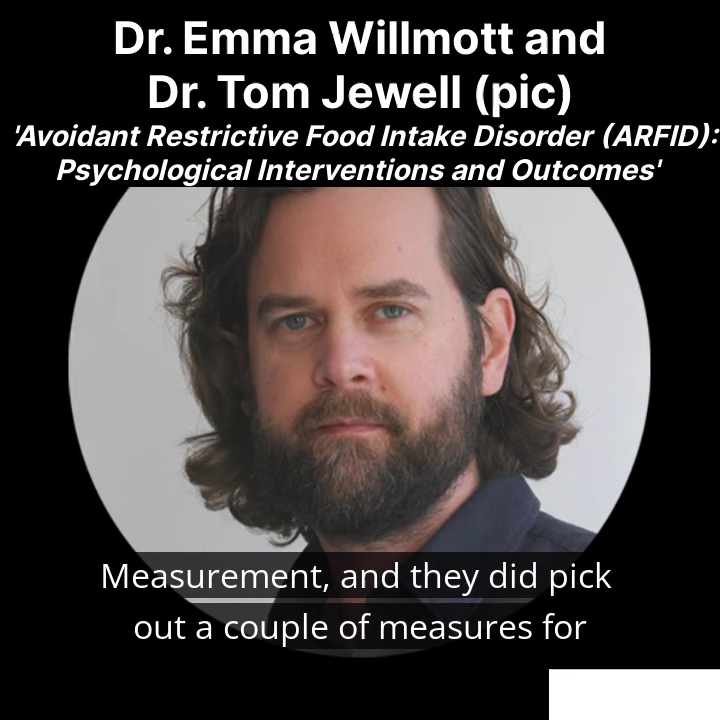 Dr. Emma Willmott and
Dr. Tom Jewell (pic)
'Avoidant Restrictive Food Intake Disorder (ARFID):
Psychological Interventions and Outcomes'
Measurement, and they did pick
out a couple of measures for